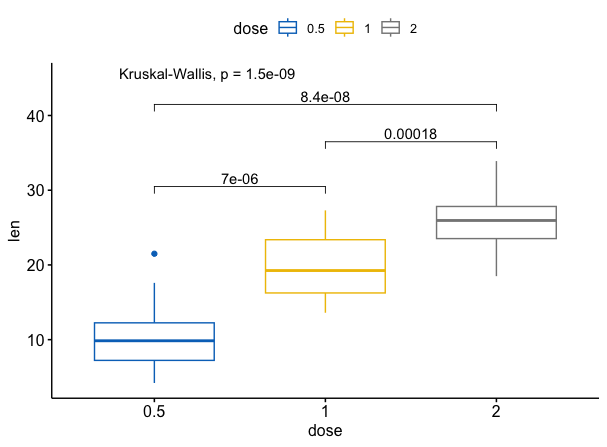 dose 0.5 1 2
Kruskal-Wallis, p = 1.5e-09
8.4e-08
0.00018
7e-06
40
30
20
10
len
0.5 1 2
dose